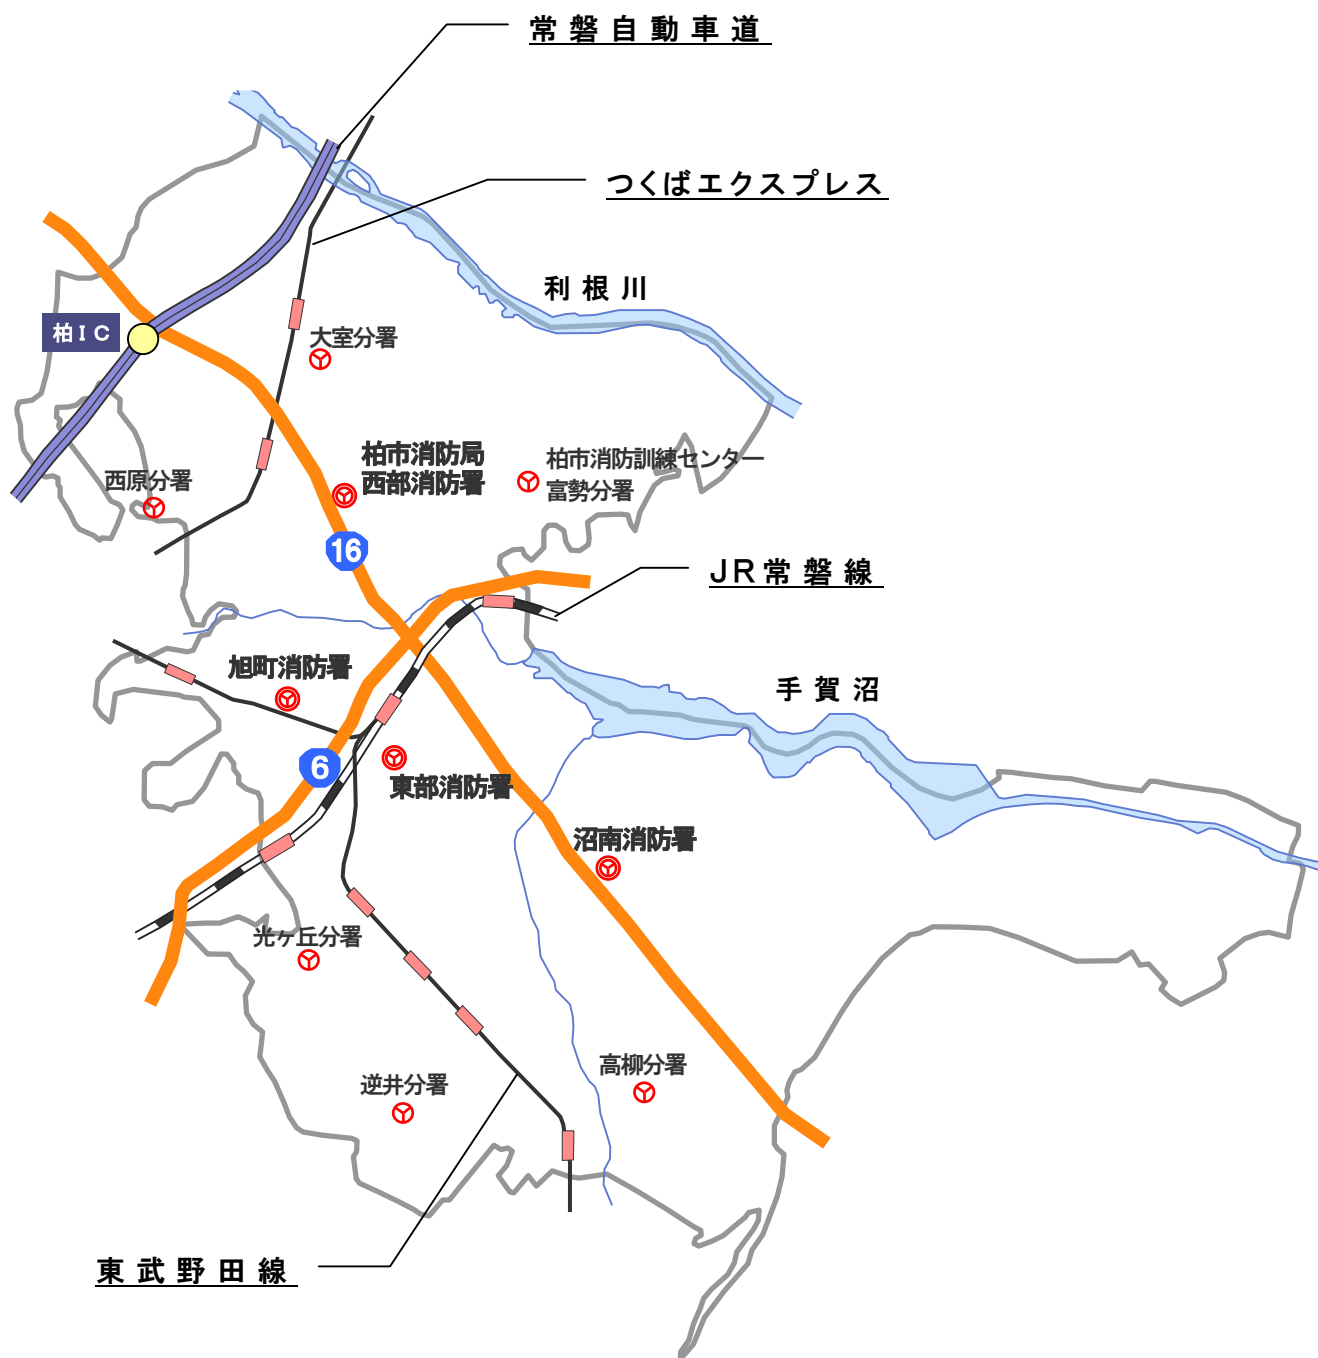 常磐自動車道
つくばエクスプレス
利根川
柏IC
大室分署
柏市消防局
西部消防署
柏市消防訓練センター
富勢分署
西原分署
16
JR常磐線
旭町消防署
手賀沼
6
東部消防署
沼南消防署
光ヶ丘分署
高柳分署
逆井分署
東武野田線